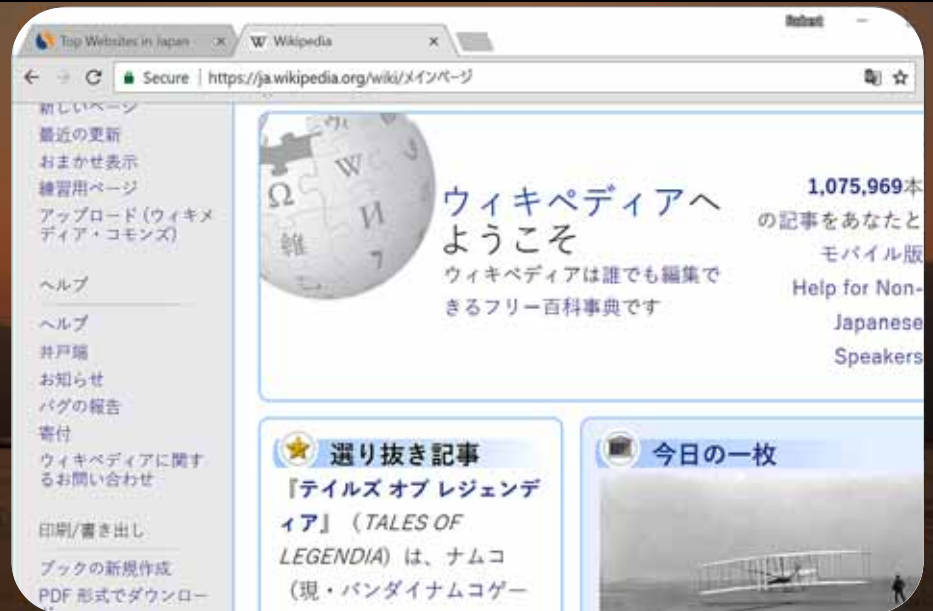 Top Websites in Japan
Wikipedia
Robert
Secure
https://ja.wikipedia.org/wiki/メインページ
新しいページ
最近の更新
おまかせ表示
練習用ページ
アップロード (ウィキメ
ディア・コモンズ)
ヘルプ
ヘルプ
井戸端
お知らせ
バグの報告
寄付
ウィキペディアに関す
るお問い合わせ
印刷/書き出し
ブックの新規作成
PDF 形式でダウンロー
ウィキペディアへ
ようこそ
ウィキペディアは誰でも編集で
きるフリー百科事典です
1,075,969本
の記事をあなたと
モバイル版
Help for Non-
Japanese
Speakers
選り抜き記事
『テイルズ オブ レジェンデ
ィア』（TALES OF
LEGENDIA）は、ナムコ
（現・バンダイナムコゲー
今日の一枚